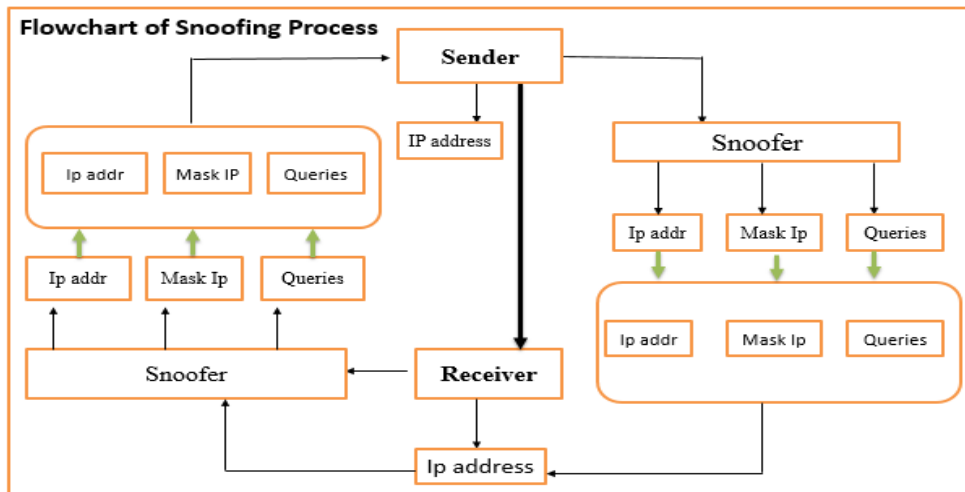 Flowchart of Snoofing Process
Sender
IP address
Snoofer
Ip addr
Mask IP
Queries
Ip addr
Mask Ip
Queries
Ip addr
Mask Ip
Queries
Ip addr
Mask Ip
Queries
Snoofer
Receiver
Ip address